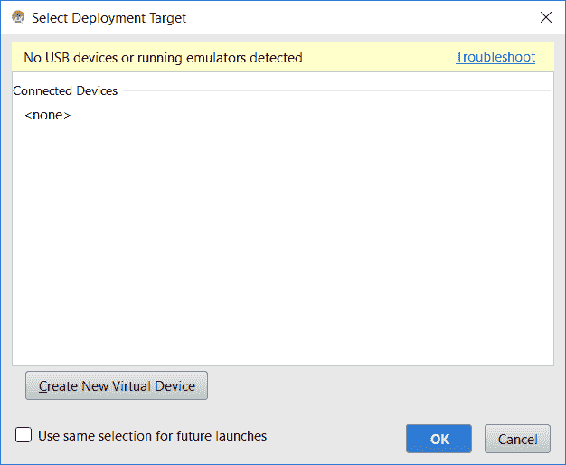 Select Deployment Target
No USB devices or running emulators detected Troubleshoot
Connected Devices
<none>
Create New Virtual Device
Use same selection for future launches
OK Cancel